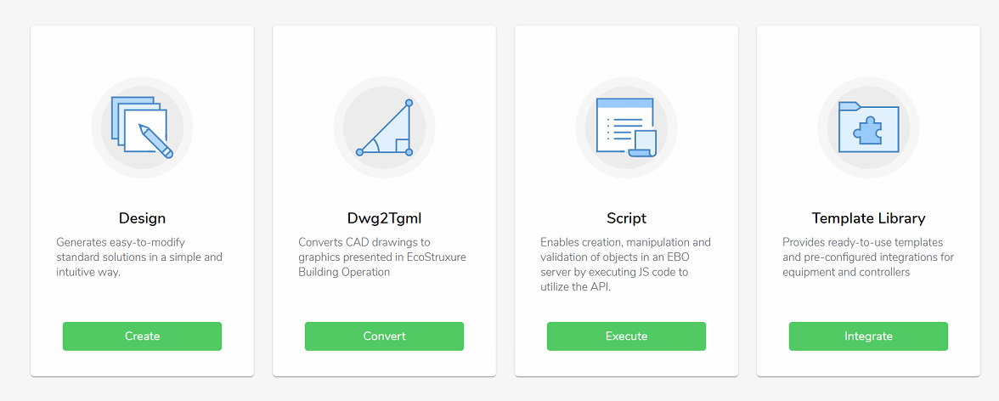 Design
Generates easy-to-modify
standard solutions in a simple and
intuitive way.
Create
Dwg2Tgml
Converts CAD drawings to
graphics presented in EcoStruxure
Building Operation
Convert
Script
Enables creation, manipulation and
validation of objects in an EBO
server by executing JS code to
utilize the API.
Execute
Template Library
Provides ready-to-use templates
and pre-configured integrations for
equipment and controllers
Integrate